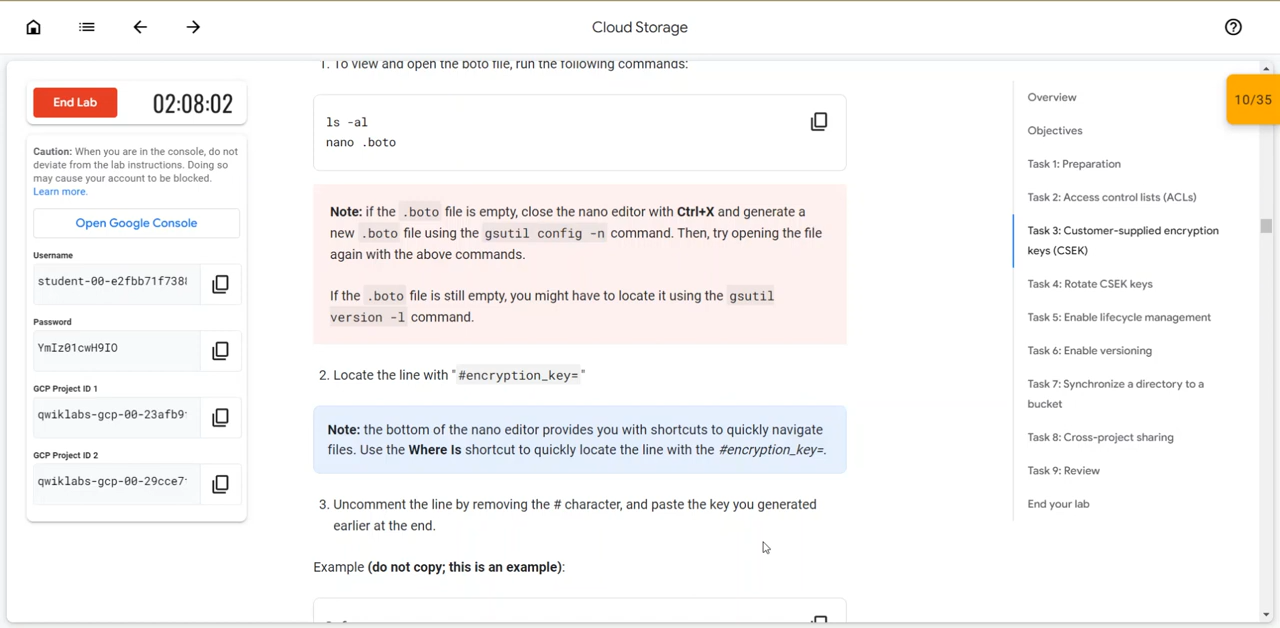 Cloud Storage
End Lab
02:08:02
Caution: When you are in the console, do not
deviate from the lab instructions. Doing so
may cause your account to be blocked.
Learn more.
Open Google Console
Username
student-00-e2fbb71f738
Password
YmIz01cwH9IO
GCP Project ID 1
qwiklabs-gcp-00-23afb9
GCP Project ID 2
qwiklabs-gcp-00-29cce7
1. To view and open the boto file, run the following commands:
ls -al
nano .boto
Note: if the .boto file is empty, close the nano editor with Ctrl+X and generate a
new .boto file using the gsutil config -n command. Then, try opening the file
again with the above commands.
If the .boto file is still empty, you might have to locate it using the gsutil
version -l command.
2. Locate the line with "#encryption_key="
Note: the bottom of the nano editor provides you with shortcuts to quickly navigate
files. Use the Where Is shortcut to quickly locate the line with the #encryption_key=.
3. Uncomment the line by removing the # character, and paste the key you generated
earlier at the end.
Example (do not copy; this is an example):
Overview
Objectives
Task 1: Preparation
Task 2: Access control lists (ACLs)
Task 3: Customer-supplied encryption
keys (CSEK)
Task 4: Rotate CSEK keys
Task 5: Enable lifecycle management
Task 6: Enable versioning
Task 7: Synchronize a directory to a
bucket
Task 8: Cross-project sharing
Task 9: Review
End your lab
10/35